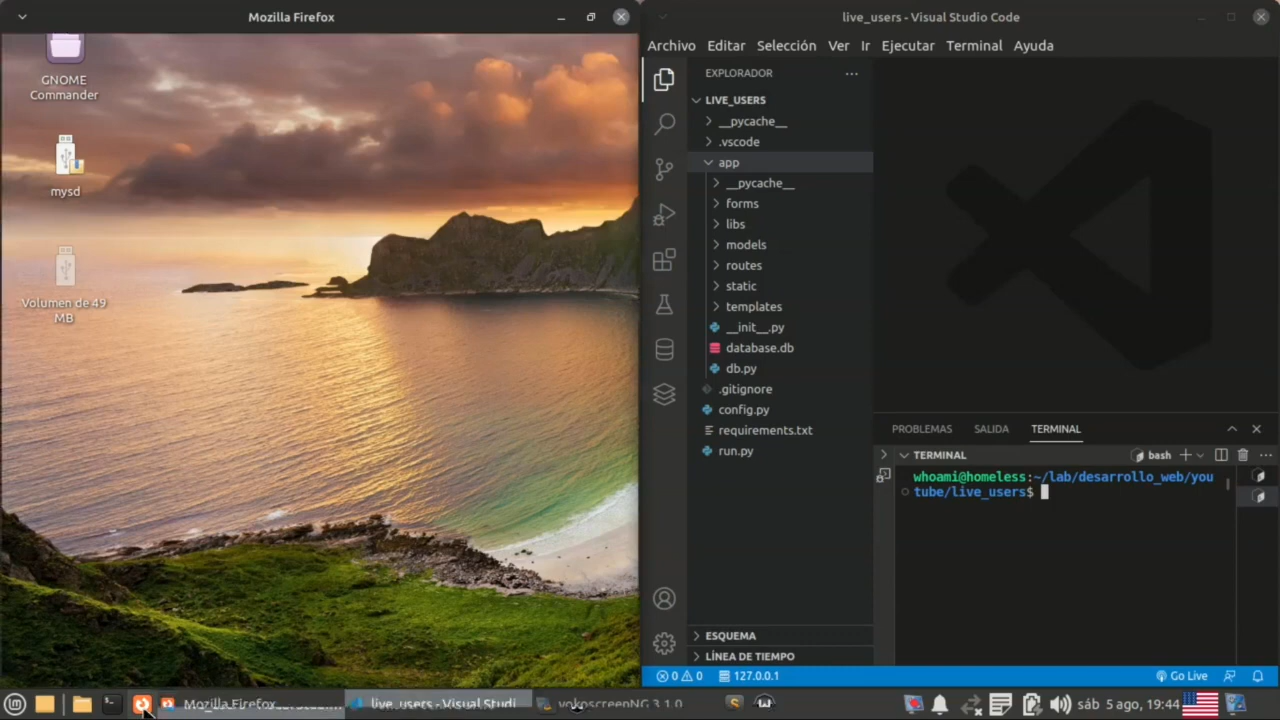 Mozilla Firefox
GNOME
Commander
mysd
Volumen de 49
MB
live_users - Visual Studio Code
Archivo Editar Selección Ver Ir Ejecutar Terminal Ayuda
EXPLORADOR
LIVE_USERS
__pycache__
.vscode
app
__pycache__
forms
libs
models
routes
static
templates
__init__.py
database.db
db.py
.gitignore
config.py
requirements.txt
run.py
ESQUEMA
LÍNEA DE TIEMPO
PROBLEMAS SALIDA TERMINAL
TERMINAL
bash
whoami@homeless:~/lab/desarrollo_web/you
tube/live_users$
0 0 127.0.0.1
Go Live
Mozilla Firefox
live_users - Visual Studi
vokoscreenNG 3.1.0
sáb 5 ago, 19:44